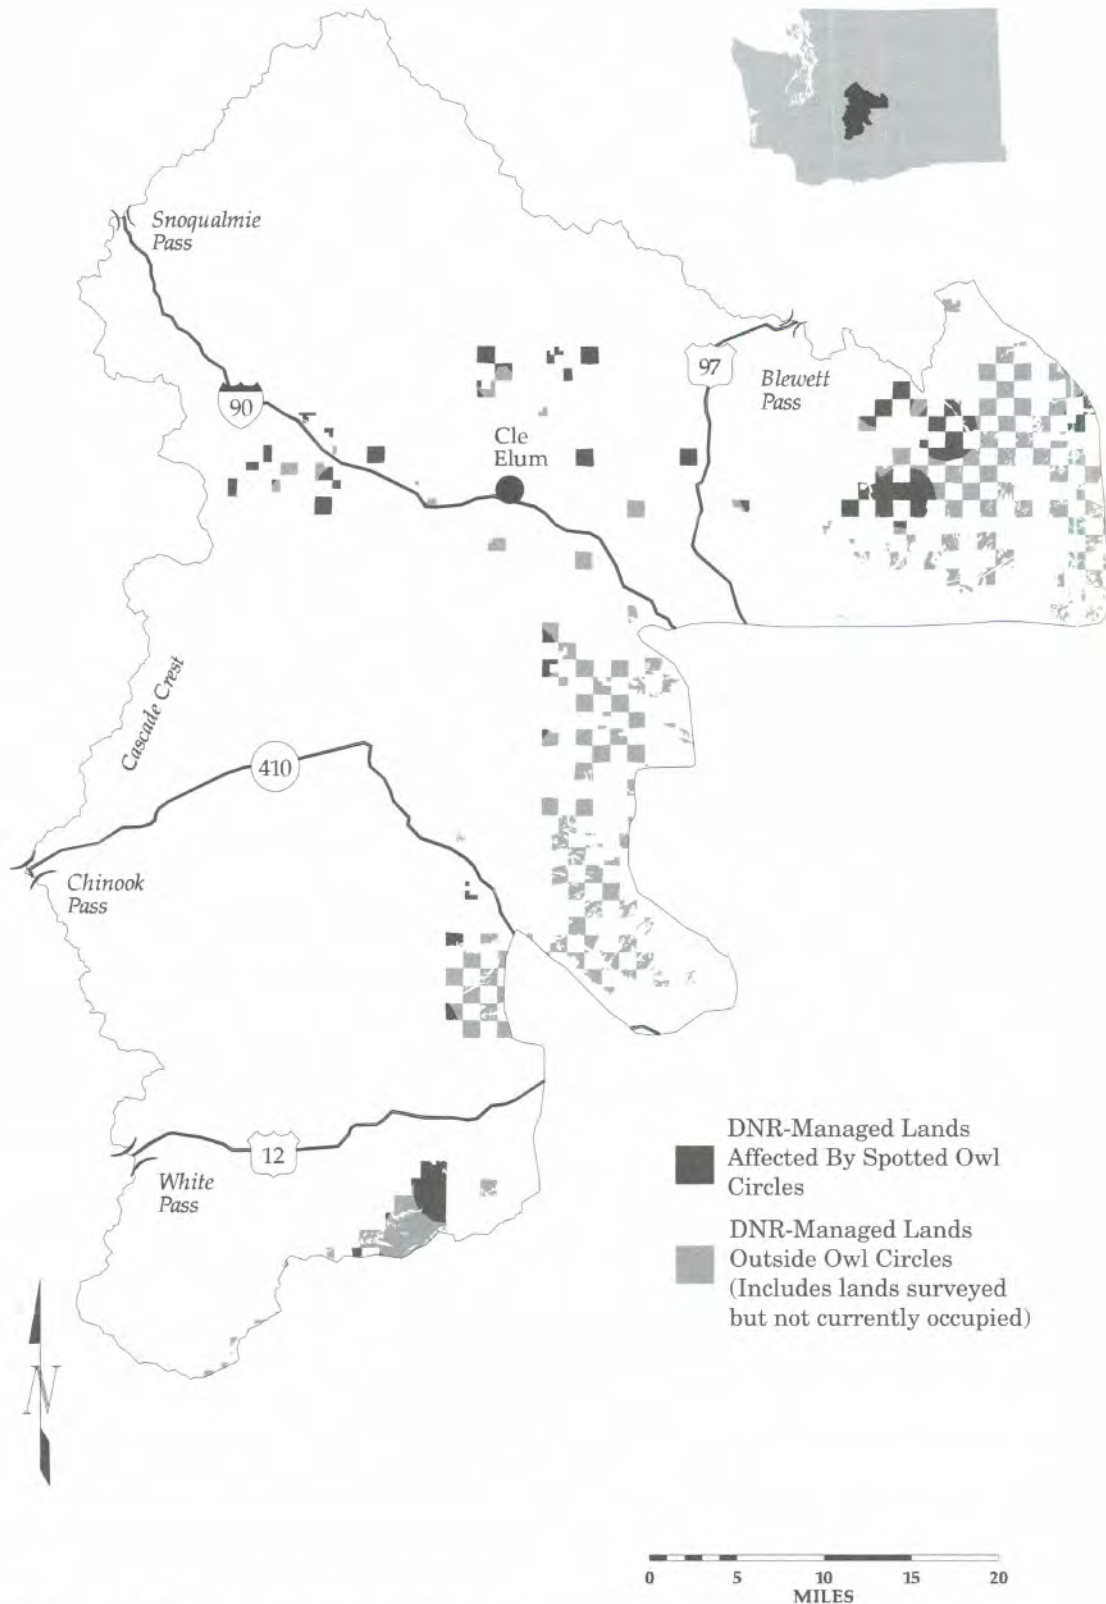 Snoqualmie
Pass
90
97
Blewett
Pass
Cle
Elum
Cascade Crest
410
Chinook
Pass
12
White
Pass
DNR-Managed Lands
Affected By Spotted Owl
Circles
DNR-Managed Lands
Outside Owl Circles
(Includes lands surveyed
but not currently occupied)
N
0 5 10 15 20
MILES